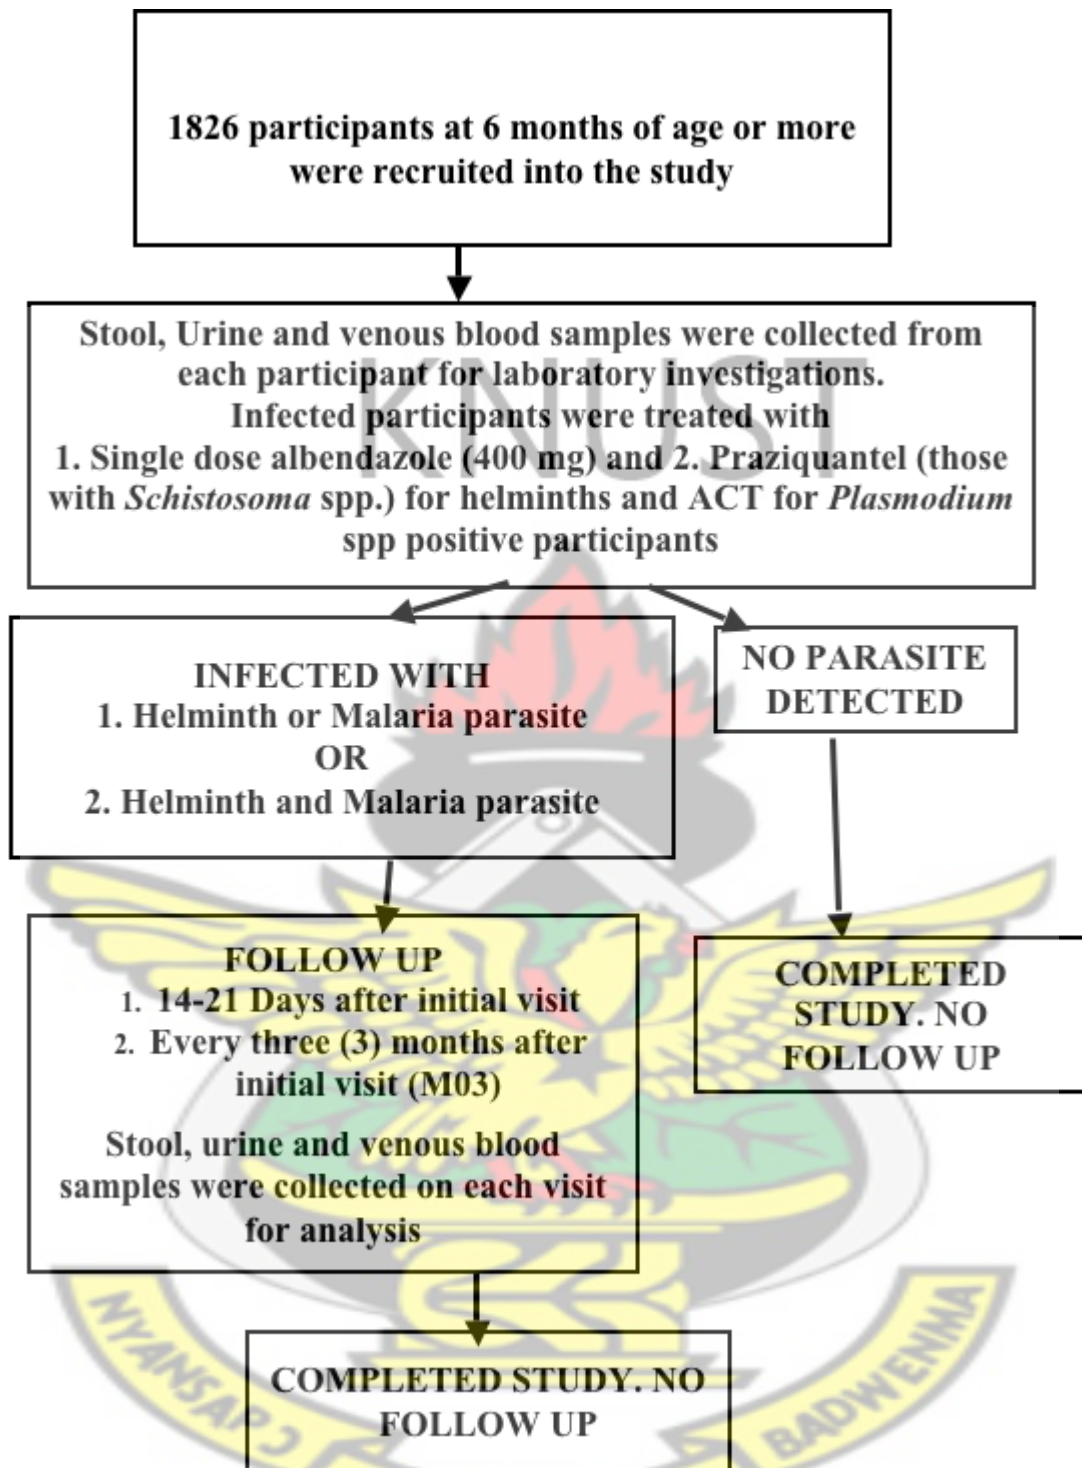 1826 participants at 6 months of age or more
were recruited into the study
Stool, Urine and venous blood samples were collected from
each participant for laboratory investigations.
KNUST
Infected participants were treated with
1. Single dose albendazole (400 mg) and 2. Praziquantel (those
with Schistosoma spp.) for helminths and ACT for Plasmodium
spp positive participants
INFECTED WITH
1. Helminth or Malaria parasite
OR
2. Helminth and Malaria parasite
NO PARASITE
DETECTED
FOLLOW UP
1. 14-21 Days after initial visit
2. Every three (3) months after
initial visit (M03)
Stool, urine and venous blood
samples were collected on each visit
for analysis
COMPLETED
STUDY. NO
FOLLOW UP
COMPLETED STUDY. NO
FOLLOW UP
NYANSAPƆ
BADWENMA